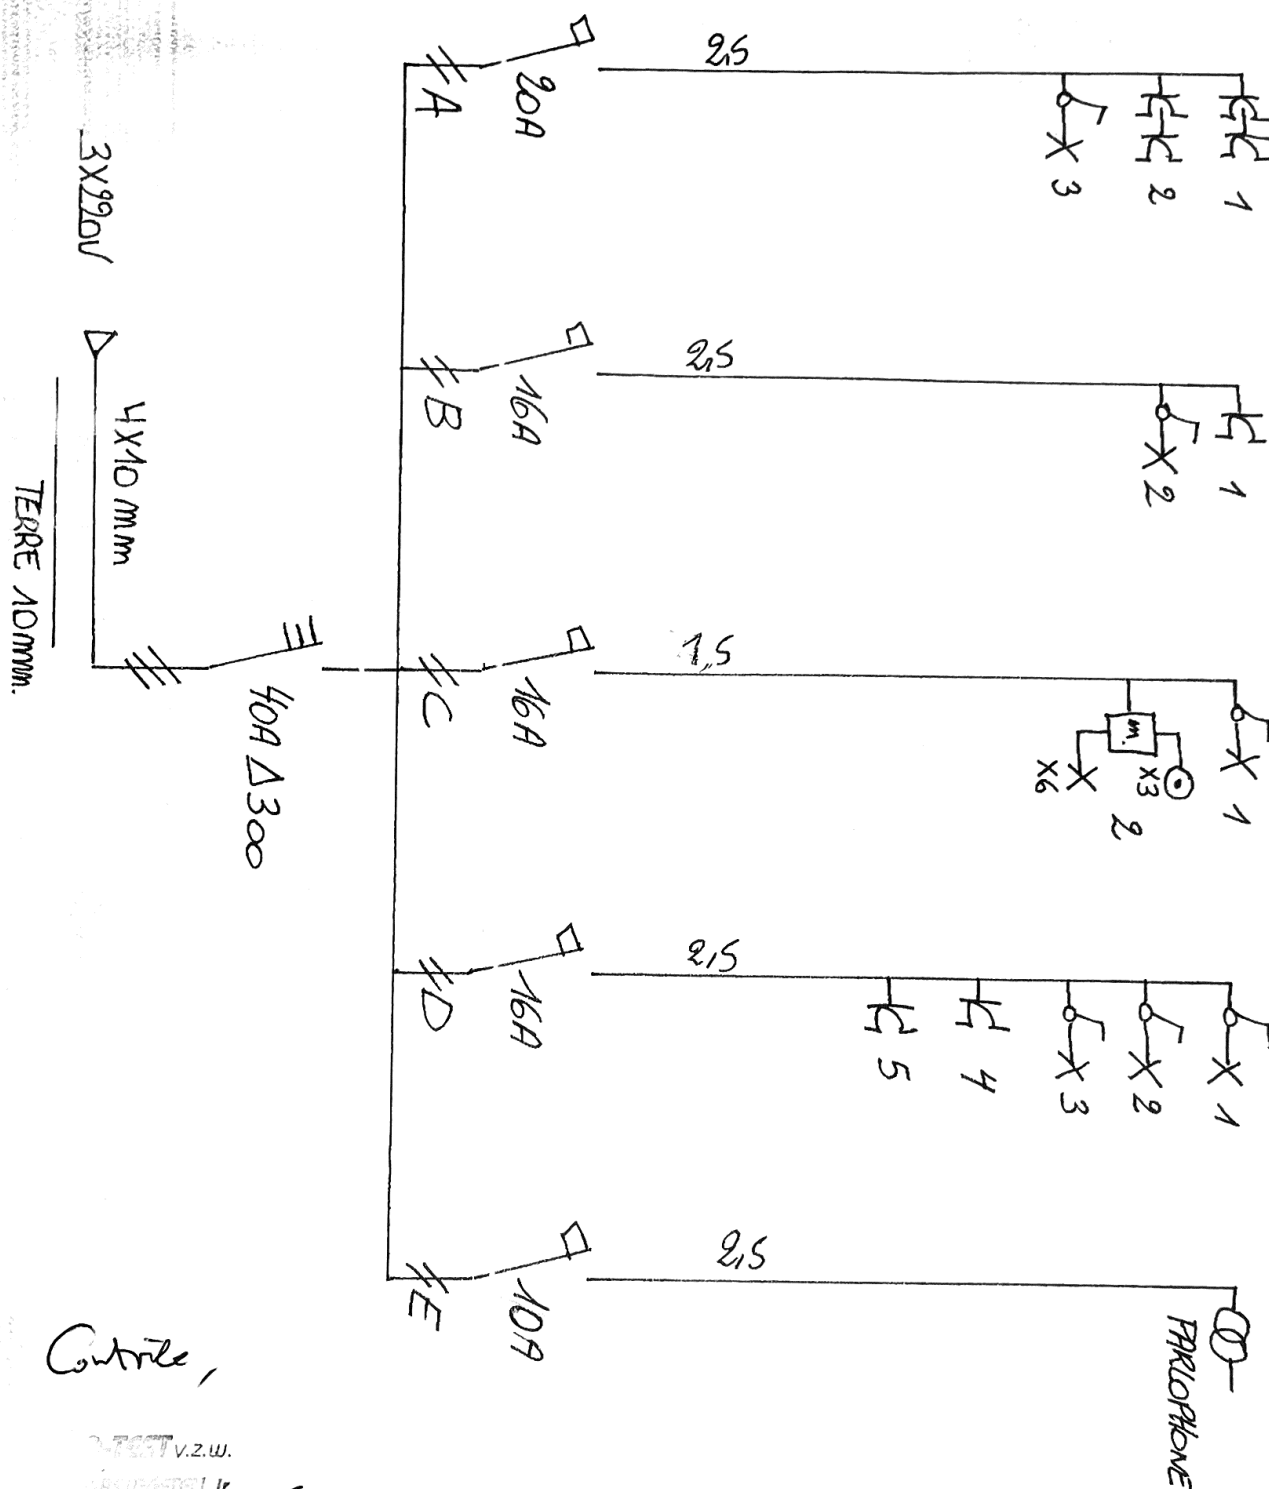 3X220V
4X10 mm
TERRE 10mm.
40A Δ300
A
20A
2,5
3
2
1
B
16A
2,5
2
1
C
16A
1,5
m.
X6
X3
2
1
D
16A
2,5
5
4
3
2
1
E
10A
2,5
PARLOPHONE
Contrôle,
TEST v.z.w.